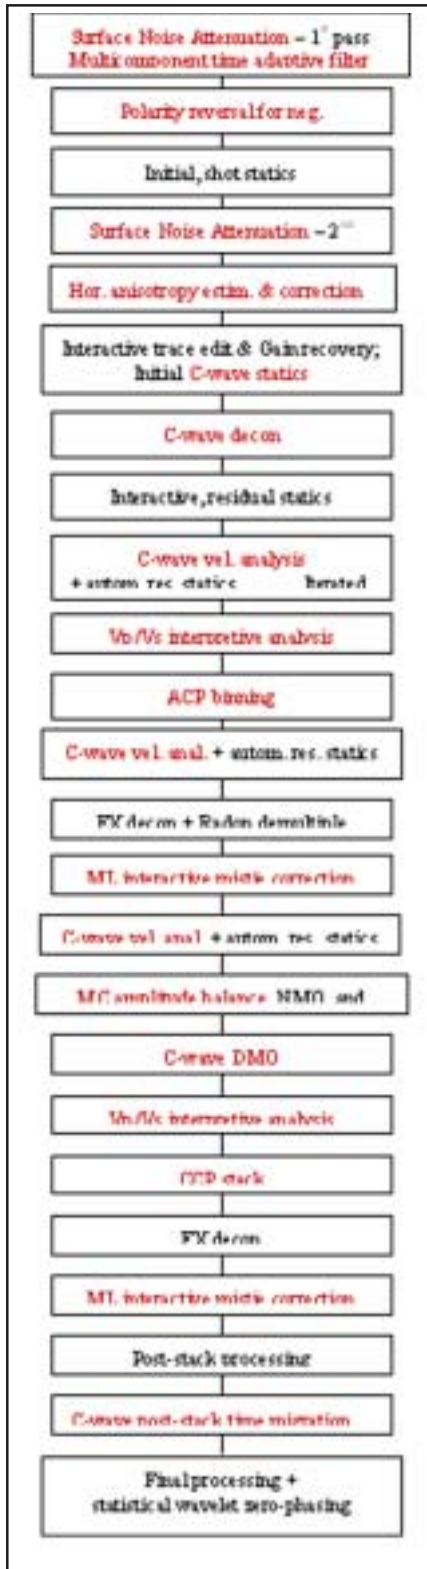 Surface Noise Attenuation – 1st pass
Multicomponent time adaptive filter
Polarity reversal for neg.
Initial, shot statics
Surface Noise Attenuation – 2nd
Hor. anisotropy estim. & correction
Interactive trace edit & Gain recovery;
Initial C-wave statics
C-wave decon
Interactive, residual statics
C-wave vel. analysis
+ autom. res. statics Iterated
Vp/Vs interpretive analysis
ACP binning
C-wave vel. anal. + autom. res. statics
FX decon + Radon demultiple
ML interactive mistie correction
C-wave vel. anal. + autom. res. statics
MC amplitude balance, NMO, and
C-wave DMO
Vp/Vs interpretive analysis
CCP stack
FX decon
ML interactive mistie correction
Post-stack processing
C-wave post-stack time migration
Final processing +
statistical wavelet zero-phasing